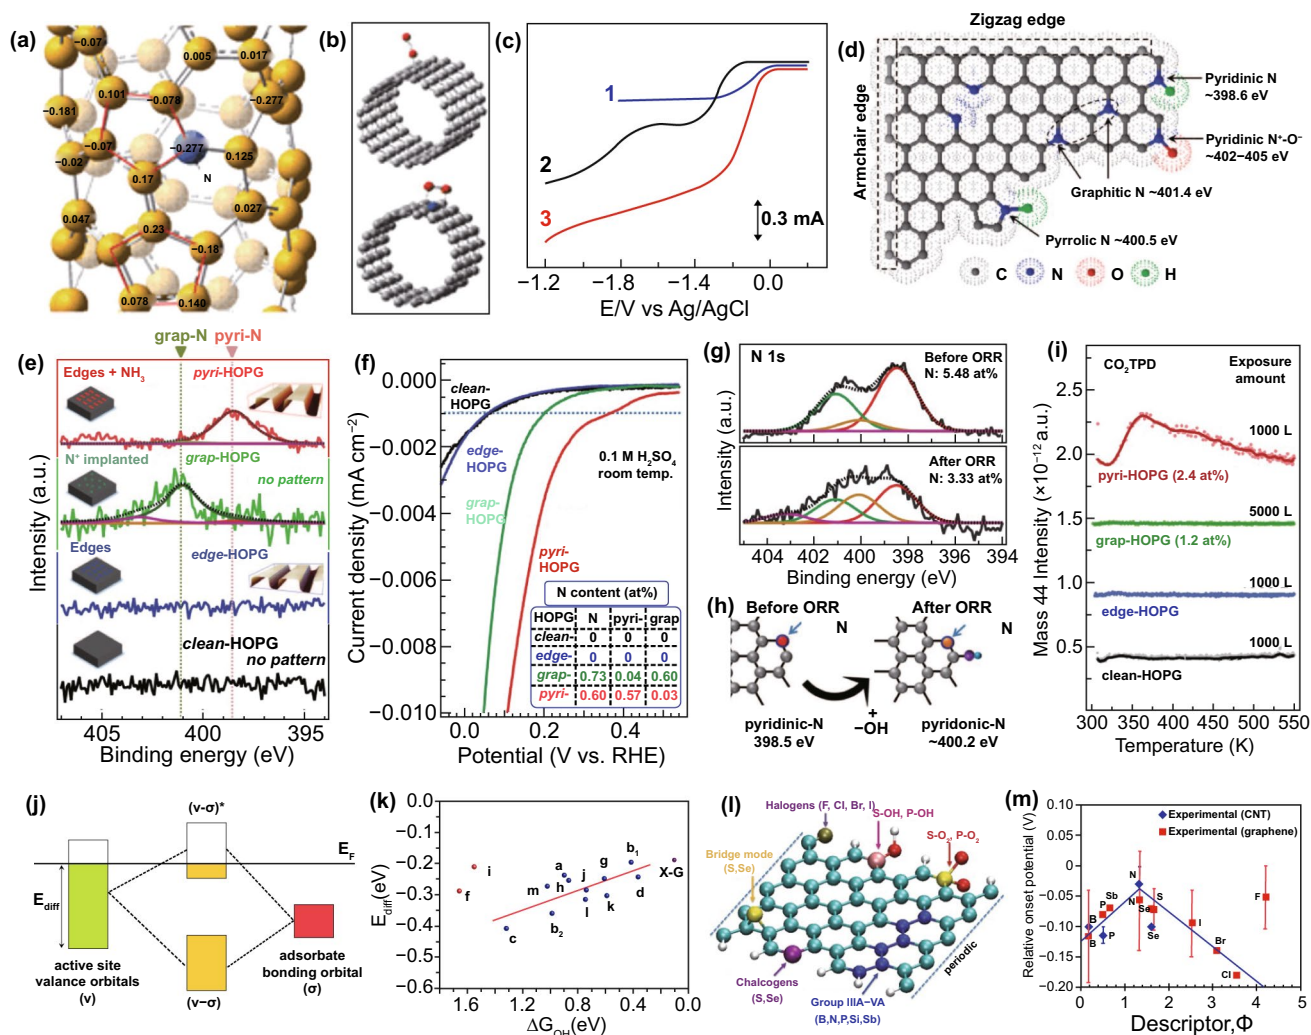 (a)
−0.07
0.005
0.017
0.101
−0.078
−0.277
−0.181
−0.07
−0.277
−0.02
0.125
N
0.17
0.047
0.027
0.23
−0.18
0.078
0.140
(b)
(c)
1
2
3
0.3 mA
−1.2
−1.8
−1.4
0.0
E/V vs Ag/AgCl
(d)
Zigzag edge
Armchair edge
Pyridinic N
~398.6 eV
Pyridinic N⁺-O⁻
~402−405 eV
Graphitic N ~401.4 eV
Pyrrolic N ~400.5 eV
C
N
O
H
(e)
grap-N
pyri-N
Edges + NH₃
pyri-HOPG
N⁺ implanted
grap-HOPG
no pattern
Edges
edge-HOPG
clean-HOPG
no pattern
Intensity (a.u.)
405
400
395
Binding energy (eV)
(f)
0.000
−0.002
−0.004
−0.006
−0.008
−0.010
Current density (mA cm⁻²)
clean-
HOPG
edge-
HOPG
grap-
HOPG
pyri-
HOPG
0.1 M H₂SO₄
room temp.
N content (at%)
HOPG N pyri- grap
clean- 0 0 0
edge- 0 0 0
grap- 0.73 0.04 0.60
pyri- 0.60 0.57 0.03
0.0
0.2
0.4
Potential (V vs. RHE)
(g)
N 1s
Before ORR
N: 5.48 at%
After ORR
N: 3.33 at%
Intensity (a.u.)
404
402
400
398
396
394
Binding energy (eV)
(h)
Before ORR
After ORR
N
N
+
−OH
pyridinic-N
398.5 eV
pyridonic-N
~400.2 eV
(i)
CO₂TPD
Exposure
amount
1000 L
pyri-HOPG (2.4 at%)
5000 L
grap-HOPG (1.2 at%)
1000 L
edge-HOPG
1000 L
clean-HOPG
2.5
2.0
1.5
1.0
0.5
Mass 44 Intensity (×10⁻¹² a.u.)
300
350
400
450
500
550
Temperature (K)
(j)
(v-σ)*
E_F
E_diff
active site
valance orbitals
(v)
(v−σ)
adsorbate
bonding orbital
(σ)
(k)
0.0
−0.1
−0.2
−0.3
−0.4
−0.5
−0.6
E_diff(eV)
i
f
m
a
h
j
l
g
b₁
k
d
X-G
c
b₂
1.8
1.5
1.2
0.9
0.6
0.3
0.0
ΔG_OH(eV)
(l)
Halogens (F, Cl, Br, I)
S-OH, P-OH
S-O₂, P-O₂
Bridge mode
(S,Se)
periodic
Chalcogens
(S,Se)
Group IIIA−VA
(B,N,P,Si,Sb)
(m)
Experimental (CNT)
Experimental (graphene)
0.10
0.05
0
−0.05
−0.10
−0.15
−0.20
Relative onset potential (V)
B
B
P
Sb
P
N
N
Se
S
Se
I
Br
Cl
F
0
1
2
3
4
5
Descriptor,Φ